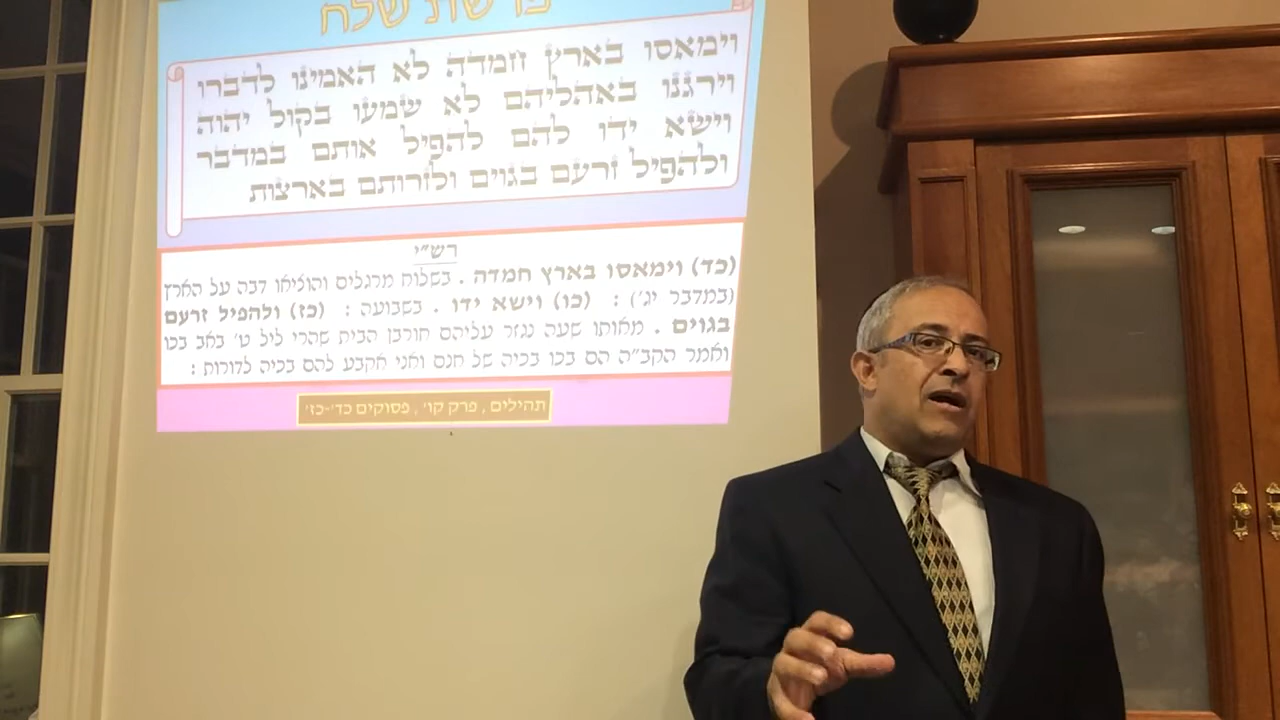 פרשת שלח
וימאסו בארץ חמדה לא האמינו לדברו
וירגנו באהליהם לא שמעו בקול יהוה
וישא ידו להם להפיל אותם במדבר
ולהפיל זרעם בגוים ולזרותם בארצות
רש"י
(כד) וימאסו בארץ חמדה . בשלוח מרגלים והוציאו דבה על הארץ
(במדבר יג') : (כו) וישא ידו . בשבועה : (כז) ולהפיל זרעם
בגוים . מאותו שעה נגזר עליהם חורבן הבית שהרי ליל ט' באב בכו
ואמר הקב"ה הם בכו בכיה של חנם ואני אקבע להם בכיה לדורות :
תהילים , פרק קו' , פסוקים כד'-כז'